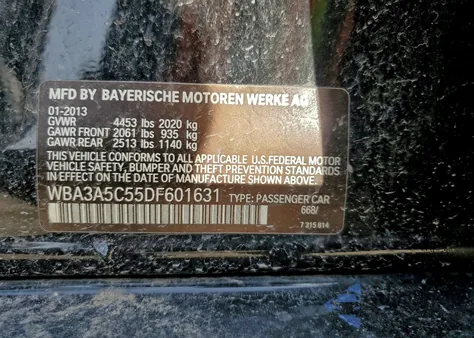 MFD BY BAYERISCHE MOTOREN WERKE AG
01-2013
GVWR 4453 lbs 2020 kg
GAWR FRONT 2061 lbs 935 kg
GAWR REAR 2513 lbs 1140 kg
THIS VEHICLE CONFORMS TO ALL APPLICABLE U.S.FEDERAL MOTOR
VEHICLE SAFETY, BUMPER AND THEFT PREVENTION STANDARDS
IN EFFECT ON THE DATE OF MANUFACTURE SHOWN ABOVE.
WBA3A5C55DF601631 TYPE: PASSENGER CAR
668/
7 315 814